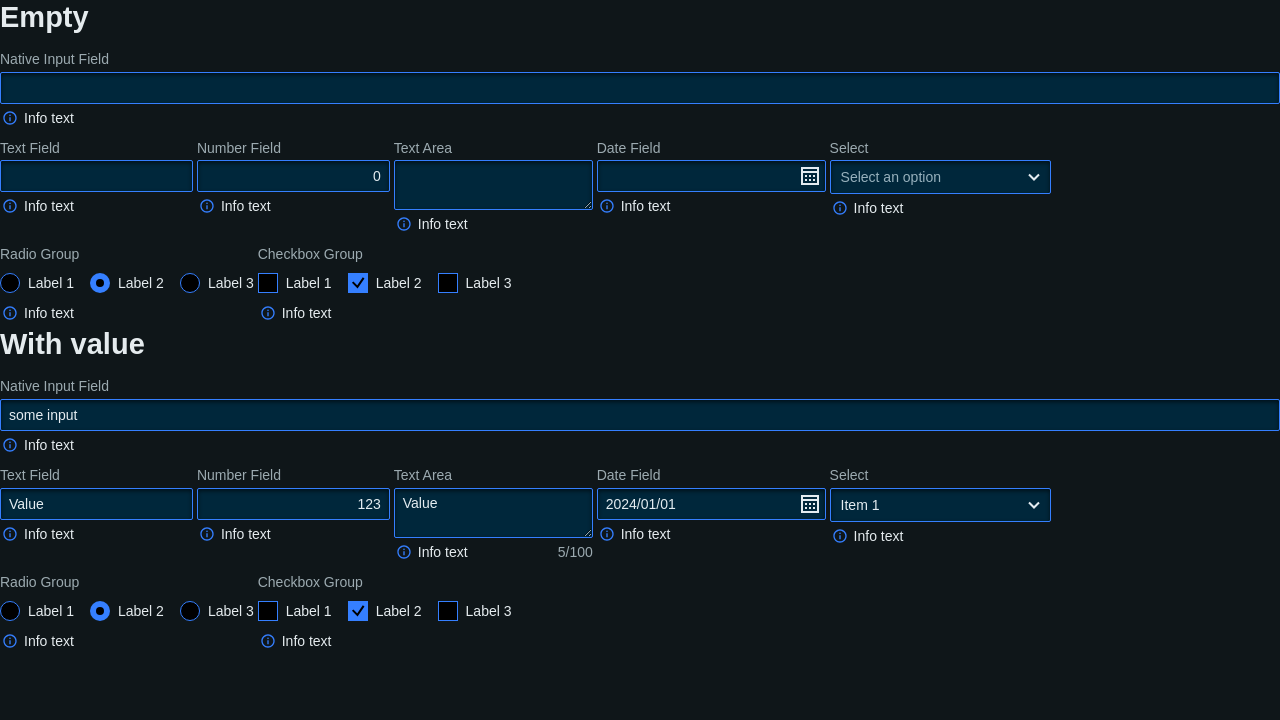 Empty
Native Input Field
Info text
Text Field Number Field Text Area Date Field Select
0 Select an option
Info text Info text Info text Info text
Info text
Radio Group Checkbox Group
Label 1 Label 2 Label 3 Label 1 Label 2 Label 3
Info text Info text
With value
Native Input Field
some input
Info text
Text Field Number Field Text Area Date Field Select
Value 123 Value 2024/01/01 Item 1
Info text Info text Info text Info text
Info text 5/100
Radio Group Checkbox Group
Label 1 Label 2 Label 3 Label 1 Label 2 Label 3
Info text Info text